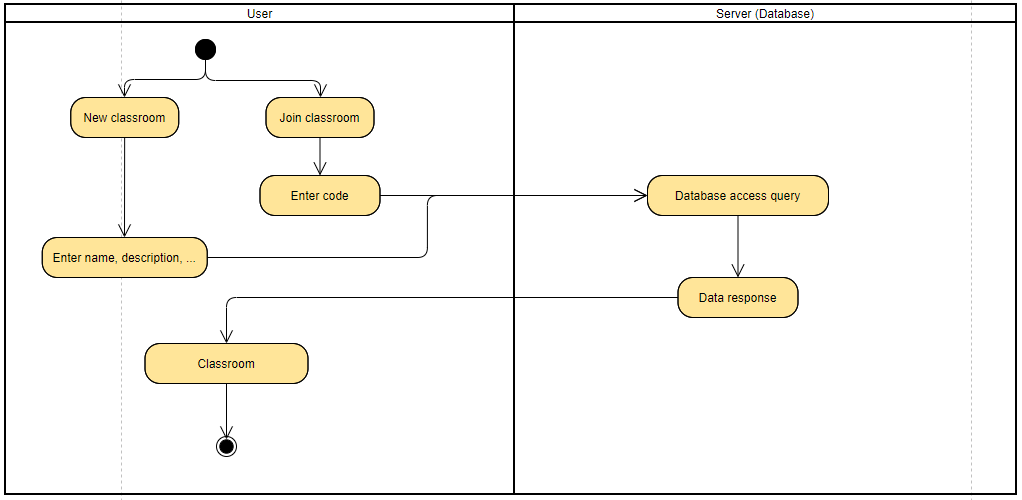 User
Server (Database)
New classroom
Join classroom
Enter code
Database access query
Enter name, description, ...
Data response
Classroom